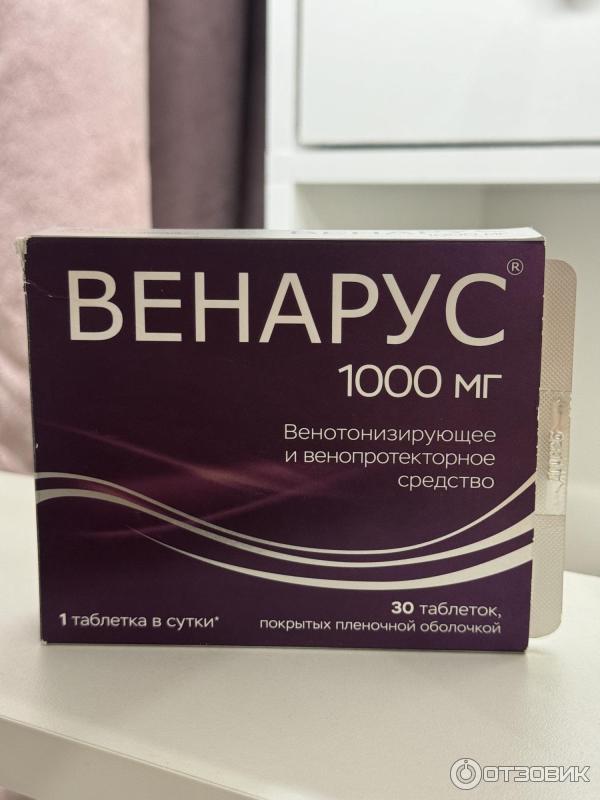 ВЕНАРУС®
1000 мг
Венотонизирующее
и венопротекторное
средство
1 таблетка в сутки*
30 таблеток,
покрытых пленочной оболочкой
ОТЗОВИК